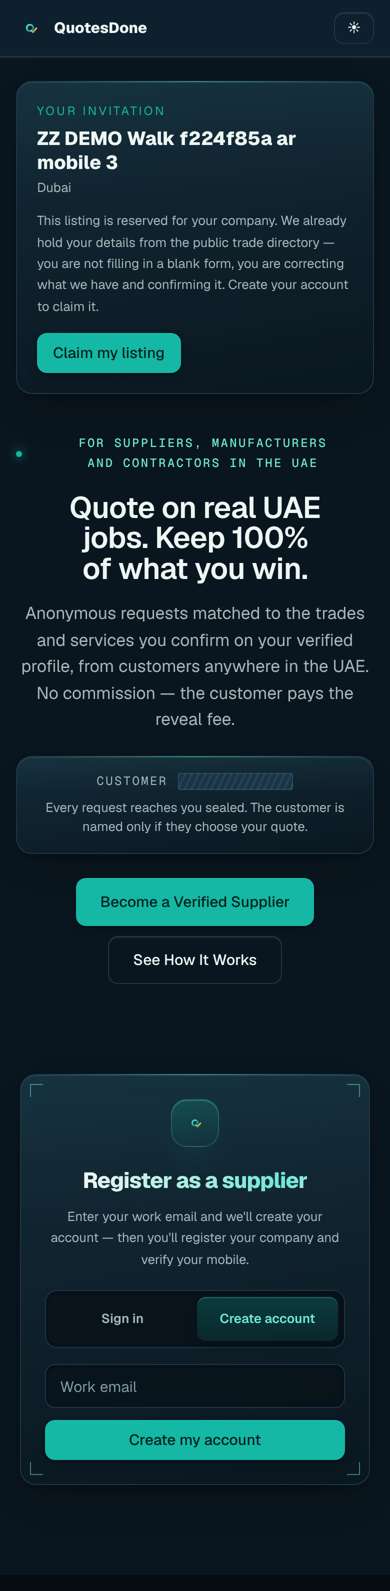 QuotesDone
YOUR INVITATION
ZZ DEMO Walk f224f85a ar
mobile 3
Dubai
This listing is reserved for your company. We already
hold your details from the public trade directory —
you are not filling in a blank form, you are correcting
what we have and confirming it. Create your account
to claim it.
Claim my listing
FOR SUPPLIERS, MANUFACTURERS
AND CONTRACTORS IN THE UAE
Quote on real UAE
jobs. Keep 100%
of what you win.
Anonymous requests matched to the trades
and services you confirm on your verified
profile, from customers anywhere in the UAE.
No commission — the customer pays the
reveal fee.
CUSTOMER
Every request reaches you sealed. The customer is
named only if they choose your quote.
Become a Verified Supplier
See How It Works
Register as a supplier
Enter your work email and we'll create your
account — then you'll register your company and
verify your mobile.
Sign in
Create account
Work email
Create my account